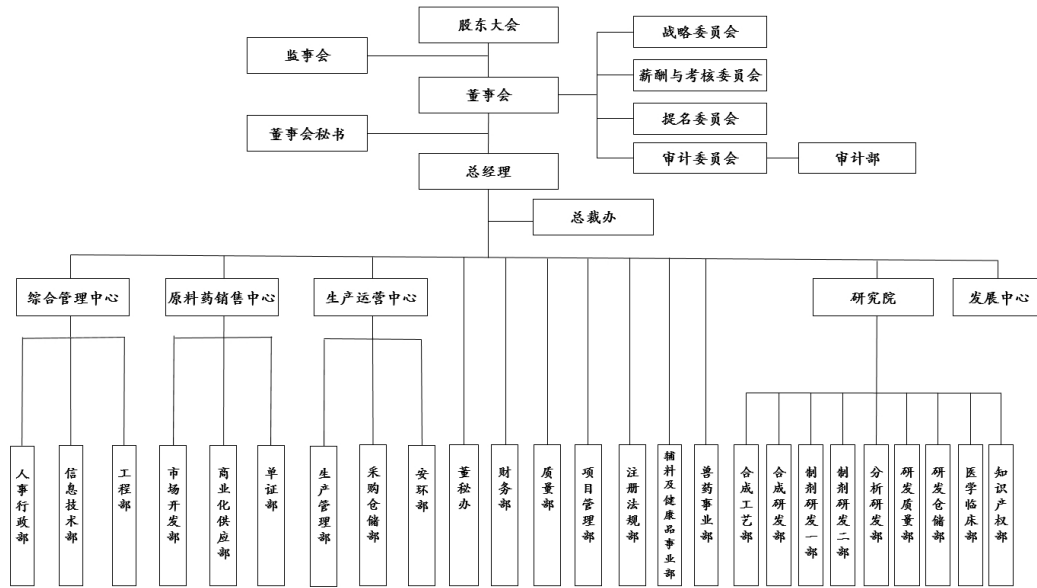 股东大会
战略委员会
监事会
薪酬与考核委员会
董事会
提名委员会
董事会秘书
审计委员会
审计部
总经理
总裁办
综合管理中心
原料药销售中心
生产运营中心
研究院
发展中心
人事行政部
信息技术部
工程部
市场开发部
商业化供应部
单证部
生产管理部
采购仓储部
安环部
董秘办
财务部
质量部
项目管理部
注册法规部
辅料及健康品事业部
兽药事业部
合成工艺部
合成研发部
制剂研发一部
制剂研发二部
分析研发部
研发质量部
研发仓储部
医学临床部
知识产权部